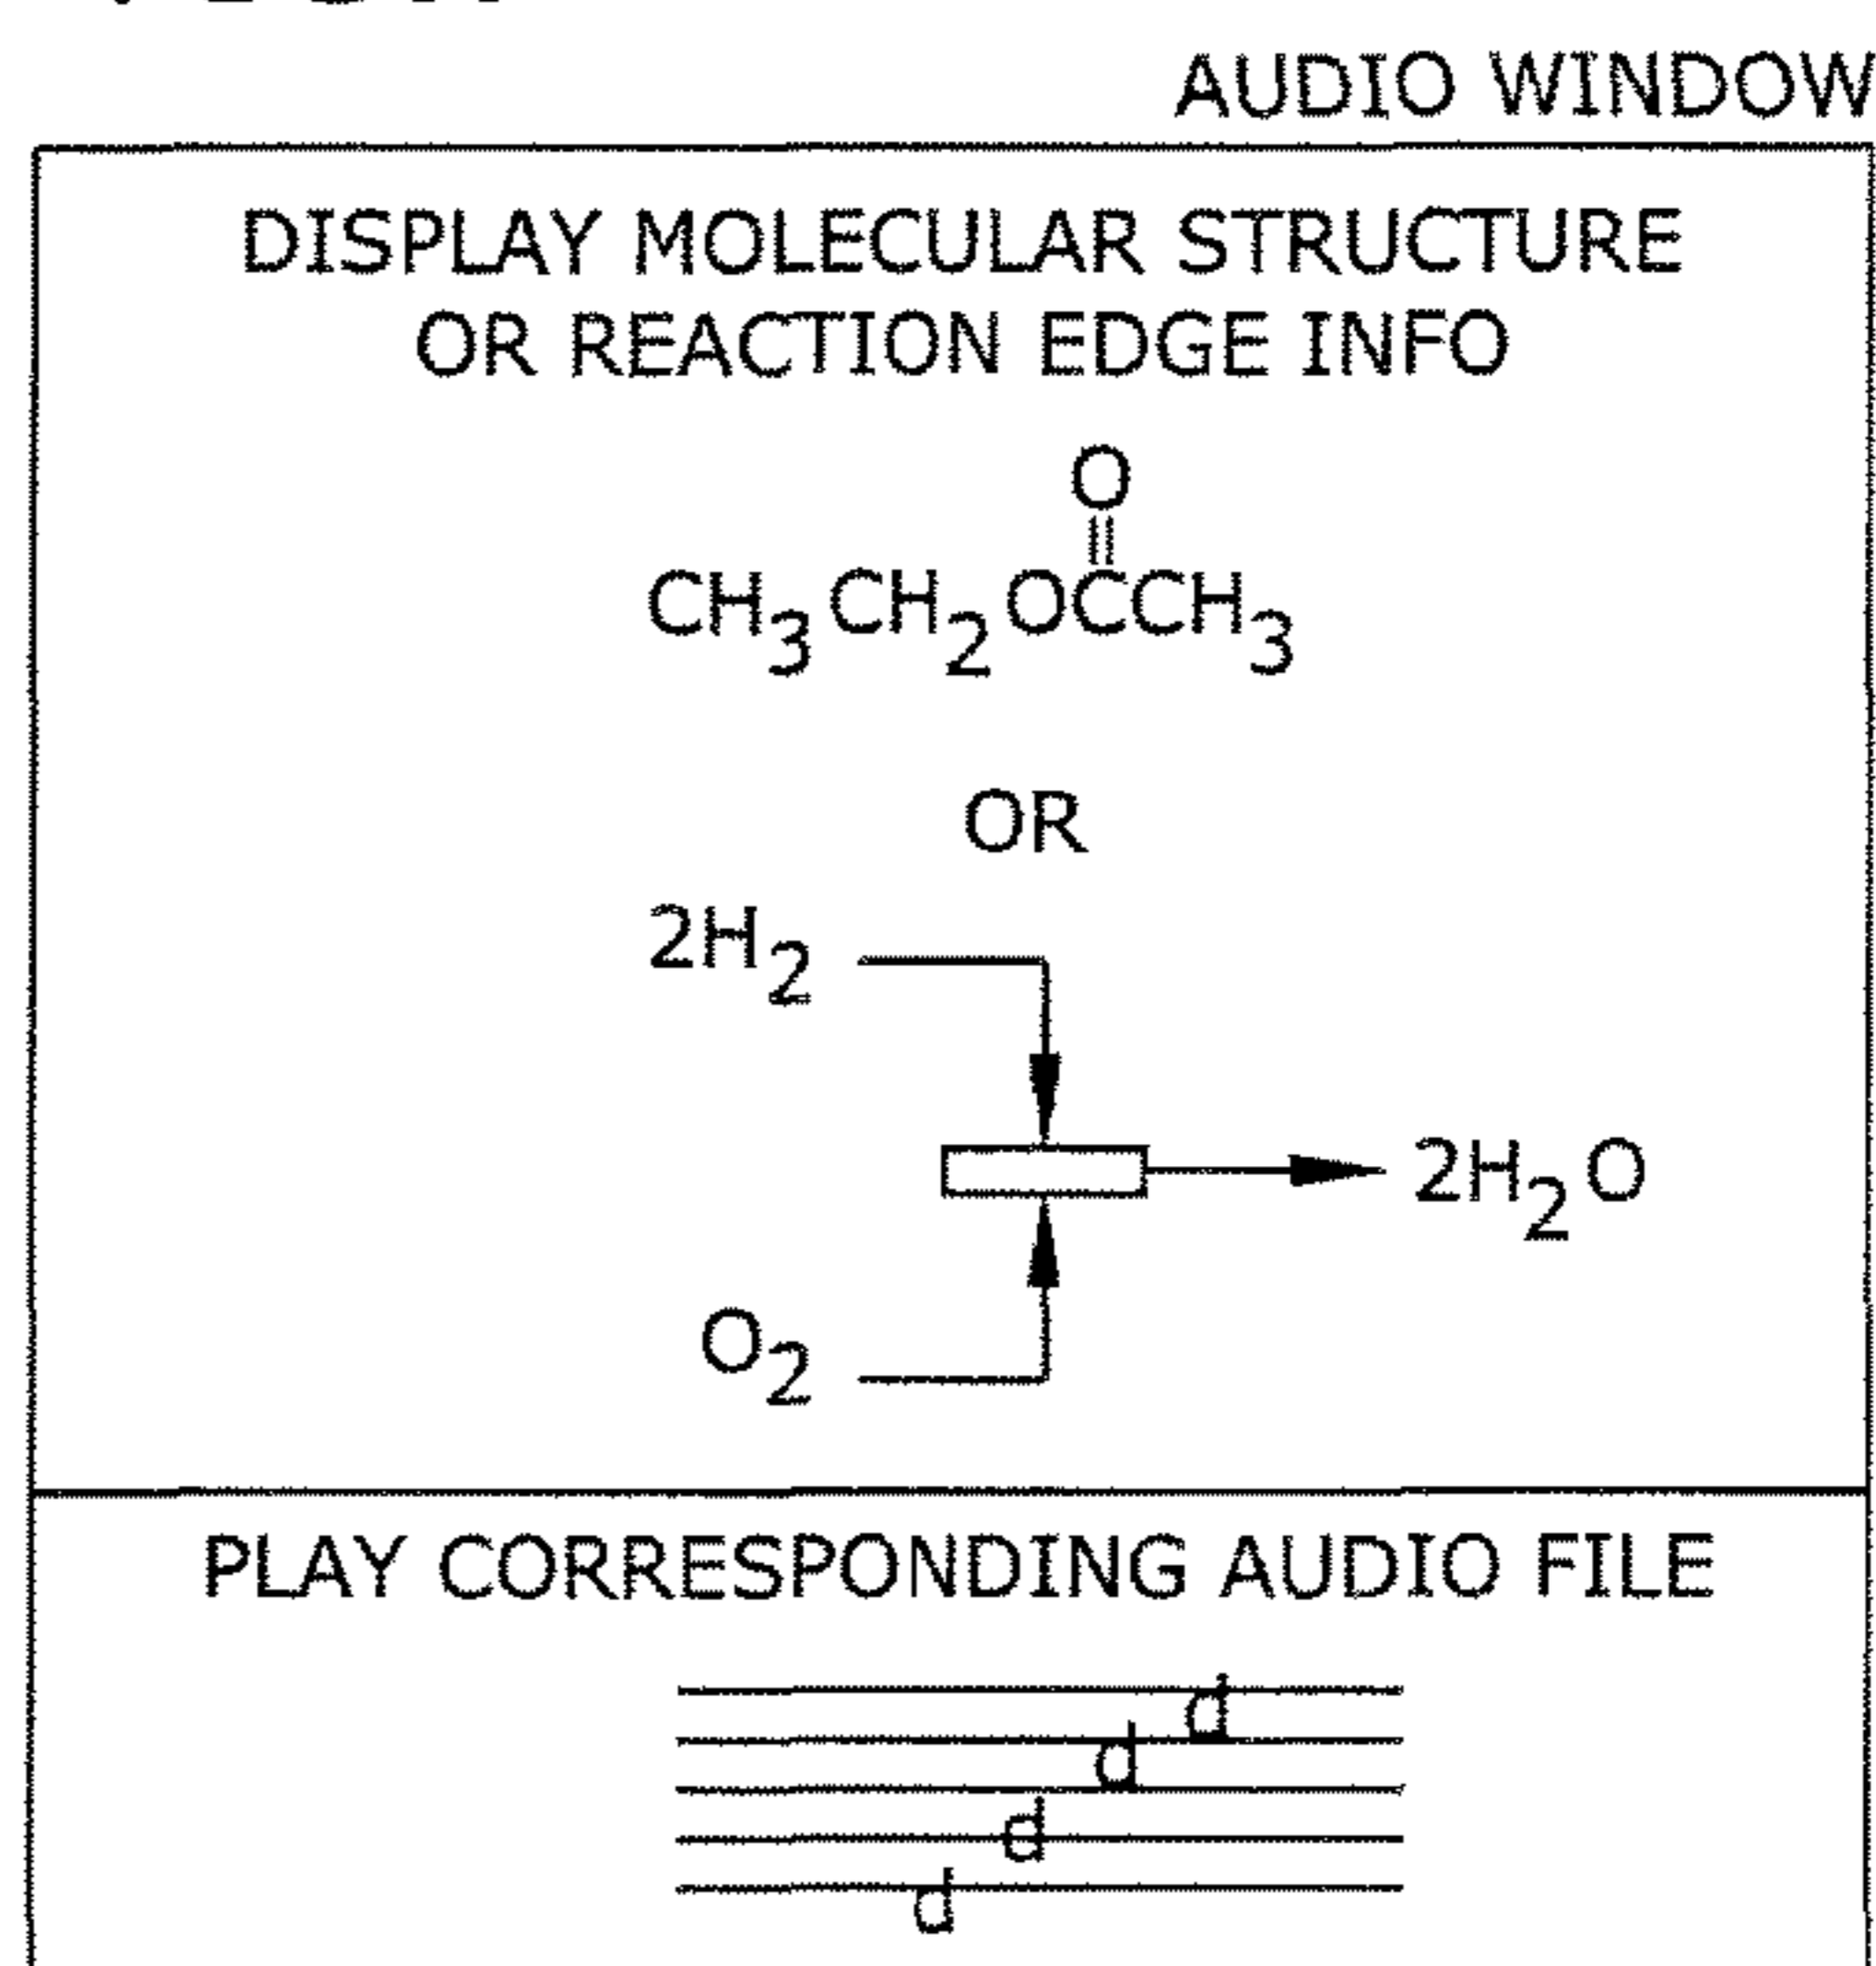 AUDIO WINDOW
DISPLAY MOLECULAR STRUCTURE
OR REACTION EDGE INFO
O
CH3CH2OCCH3
OR
2H2
2H2O
O2
PLAY CORRESPONDING AUDIO FILE